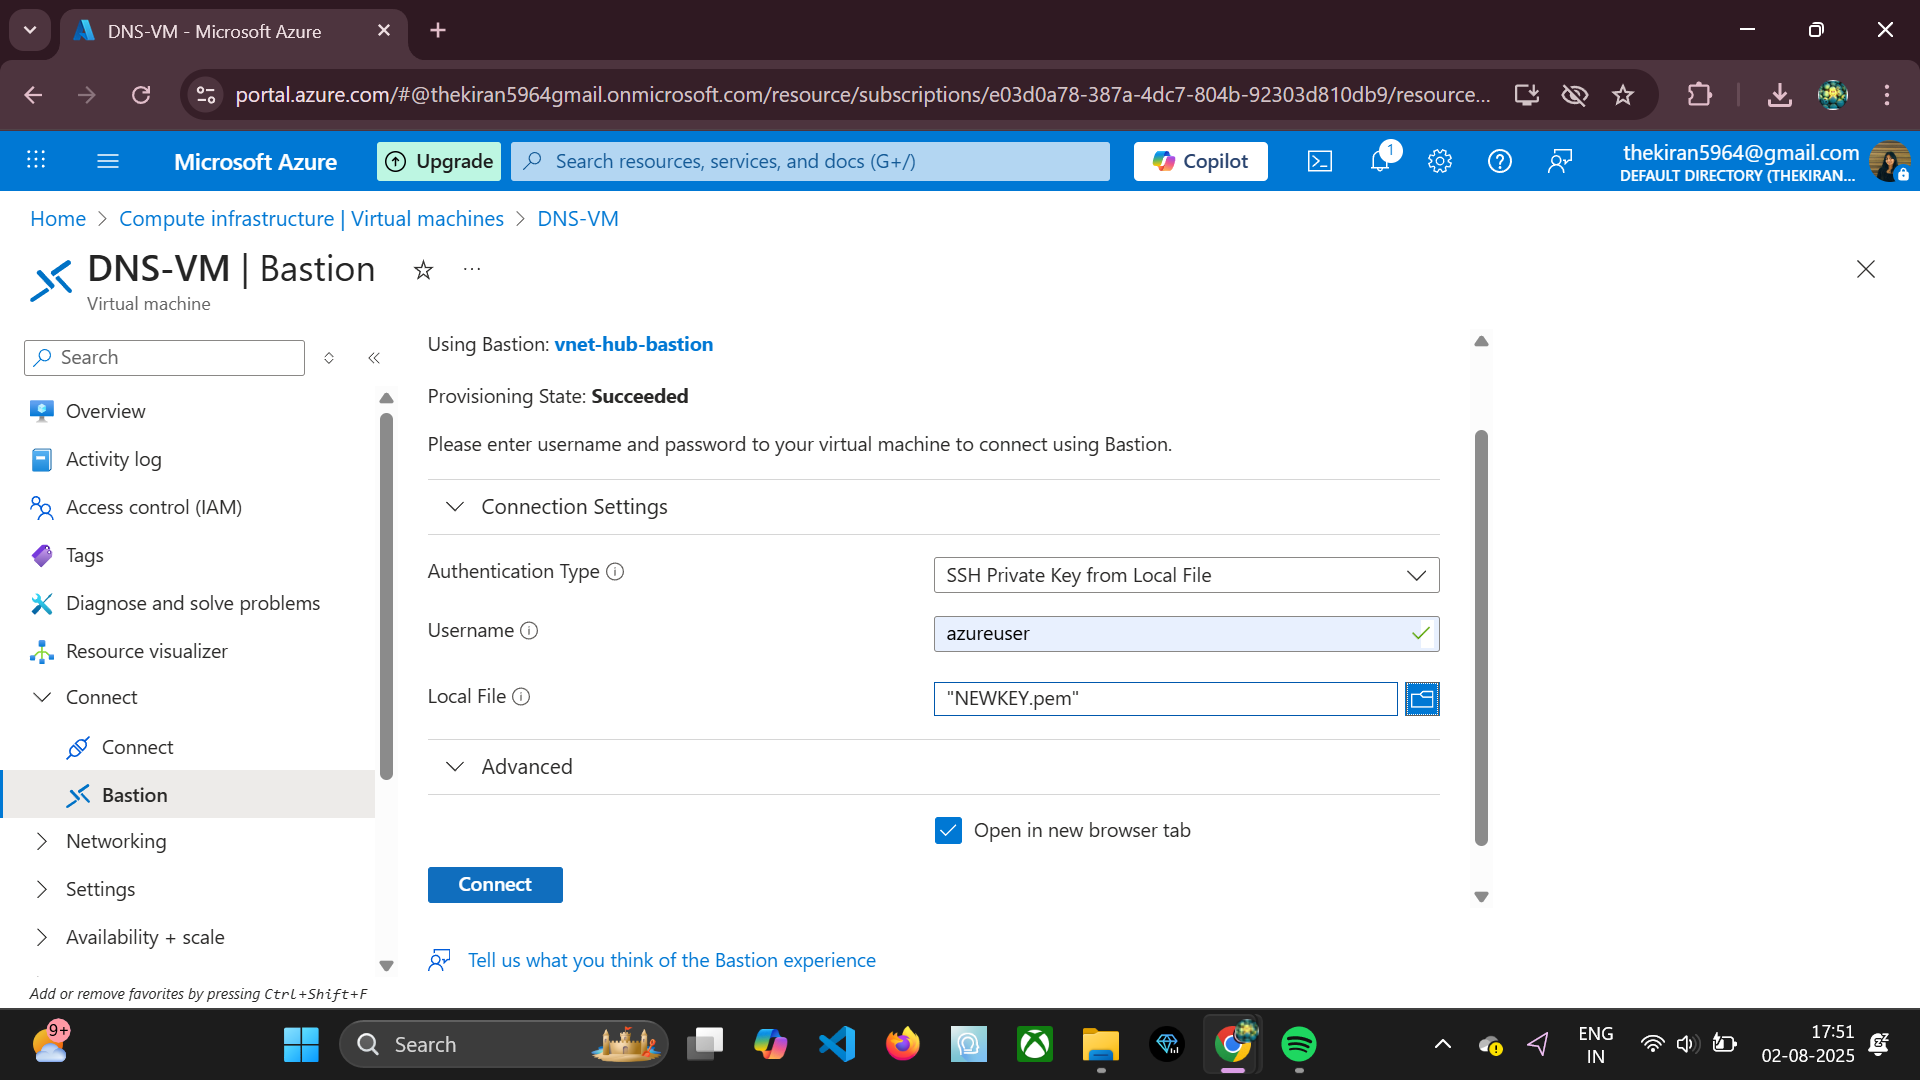 DNS-VM - Microsoft Azure
portal.azure.com/#@thekiran5964gmail.onmicrosoft.com/resource/subscriptions/e03d0a78-387a-4dc7-804b-92303d810db9/resource...
Microsoft Azure
Upgrade
Search resources, services, and docs (G+/)
Copilot
1
thekiran5964@gmail.com
DEFAULT DIRECTORY (THEKIRAN...
Home > Compute infrastructure | Virtual machines > DNS-VM
DNS-VM | Bastion
Virtual machine
Search
Overview
Activity log
Access control (IAM)
Tags
Diagnose and solve problems
Resource visualizer
Connect
Connect
Bastion
Networking
Settings
Availability + scale
Add or remove favorites by pressing Ctrl+Shift+F
Using Bastion: vnet-hub-bastion
Provisioning State: Succeeded
Please enter username and password to your virtual machine to connect using Bastion.
Connection Settings
Authentication Type
SSH Private Key from Local File
Username
azureuser
Local File
"NEWKEY.pem"
Advanced
Open in new browser tab
Connect
Tell us what you think of the Bastion experience
9+
Search
ENG
IN
17:51
02-08-2025